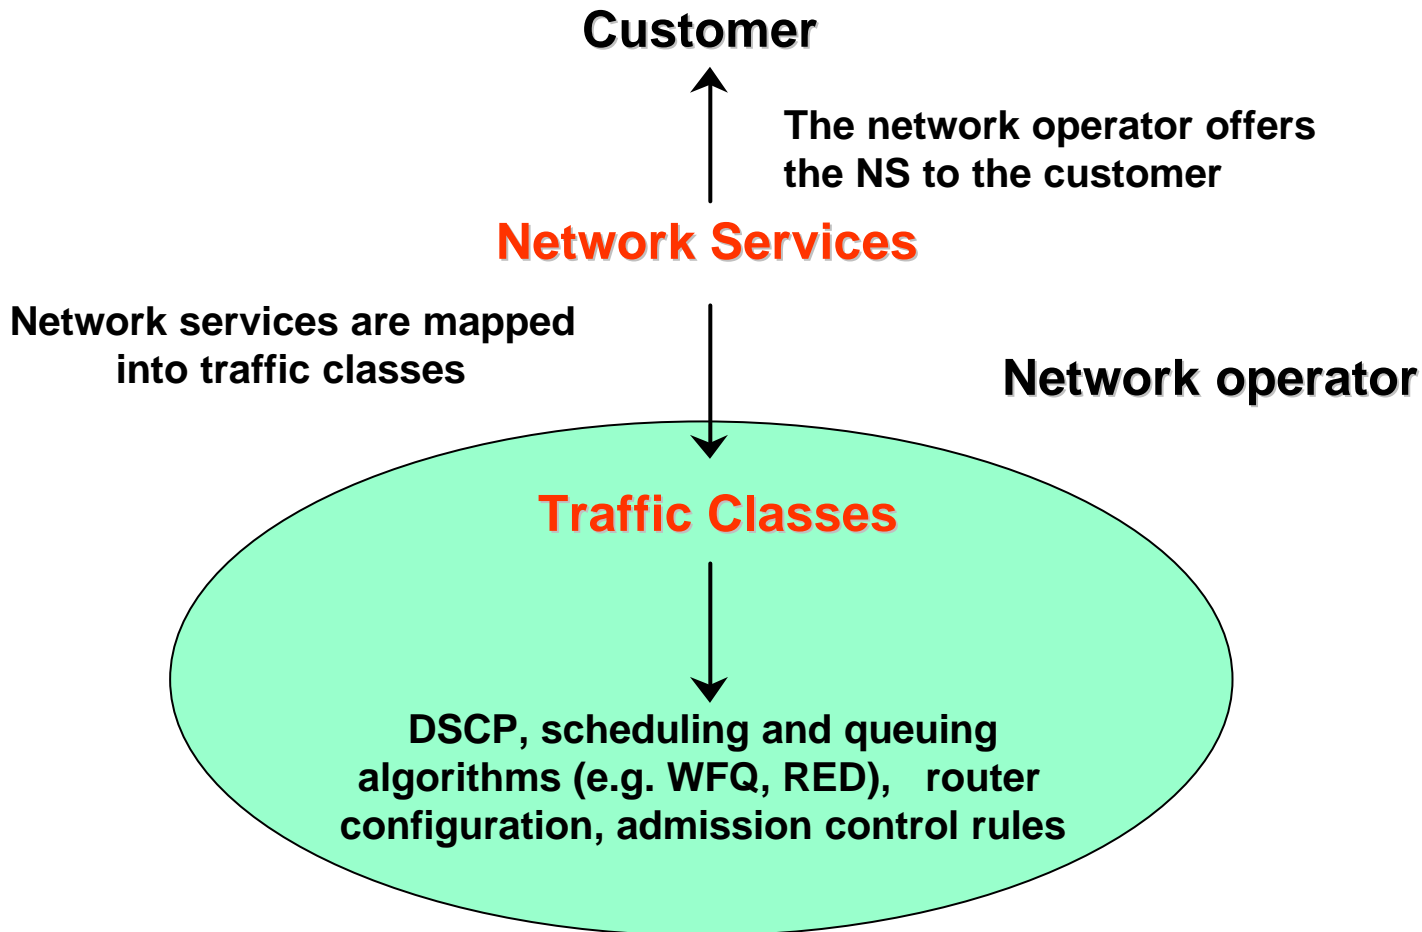 Customer
The network operator offers
the NS to the customer
Network Services
Network services are mapped
into traffic classes
Network operator
Traffic Classes
DSCP, scheduling and queuing
algorithms (e.g. WFQ, RED), router
configuration, admission control rules